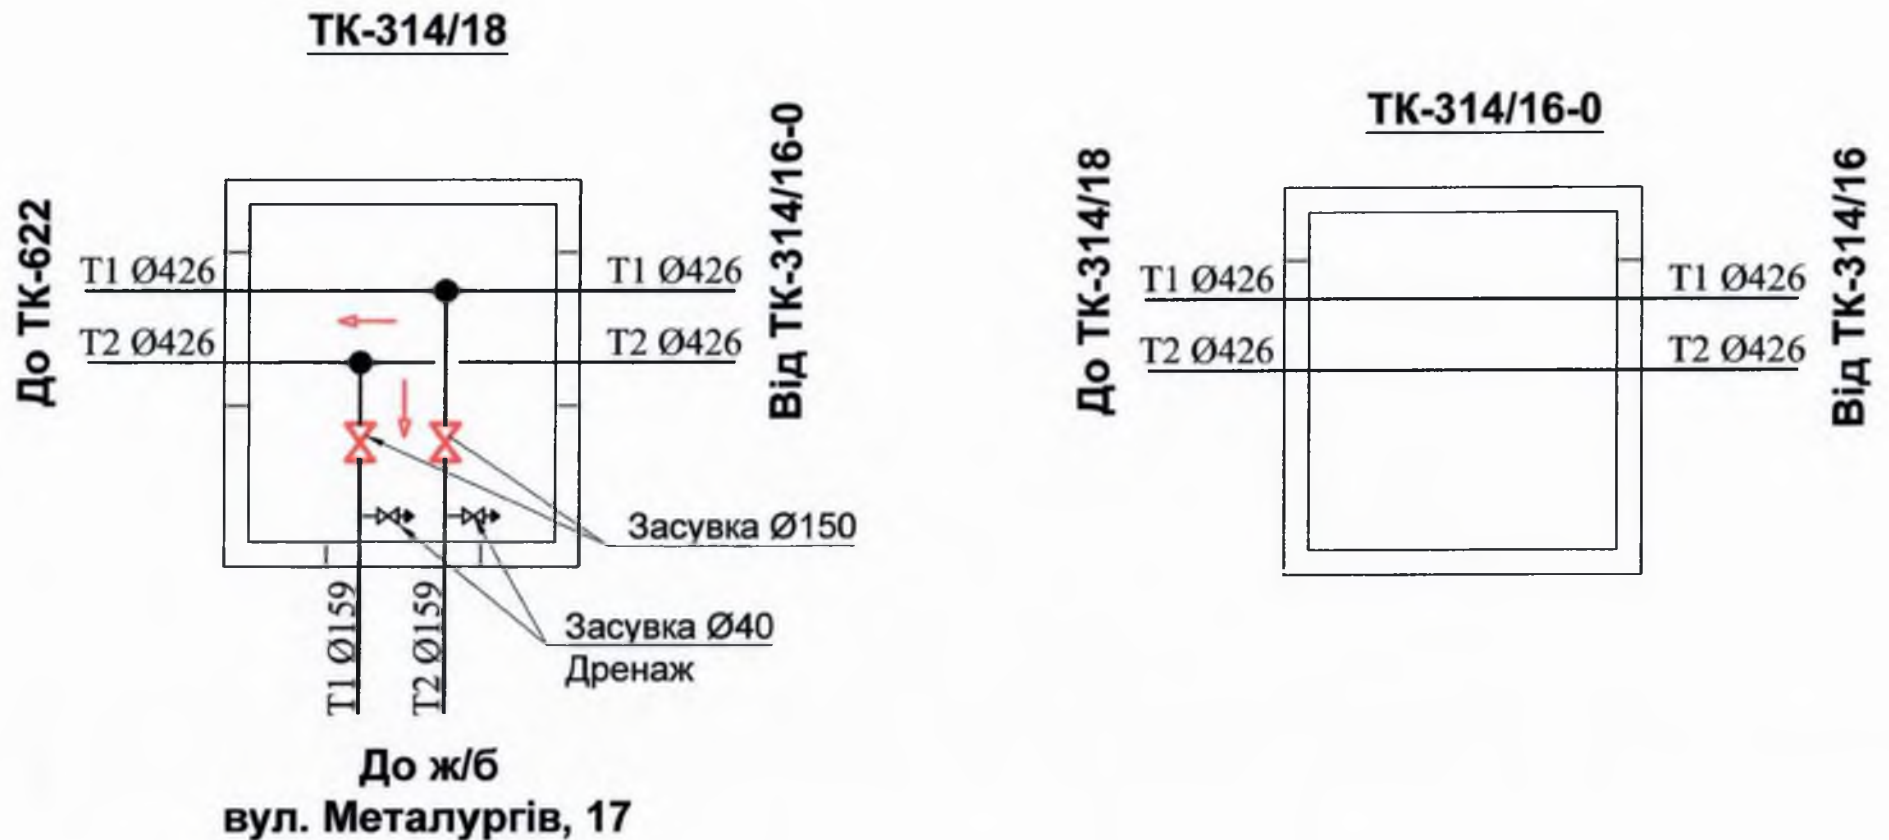 ТК-314/18
До ТК-622
Т1 Ø426
Т2 Ø426
Т1 Ø426
Т2 Ø426
Від ТК-314/16-0
Засувка Ø150
Засувка Ø40
Дренаж
Т1 Ø159
Т2 Ø159
До ж/б
вул. Металургів, 17
ТК-314/16-0
До ТК-314/18
Т1 Ø426
Т2 Ø426
Т1 Ø426
Т2 Ø426
Від ТК-314/16